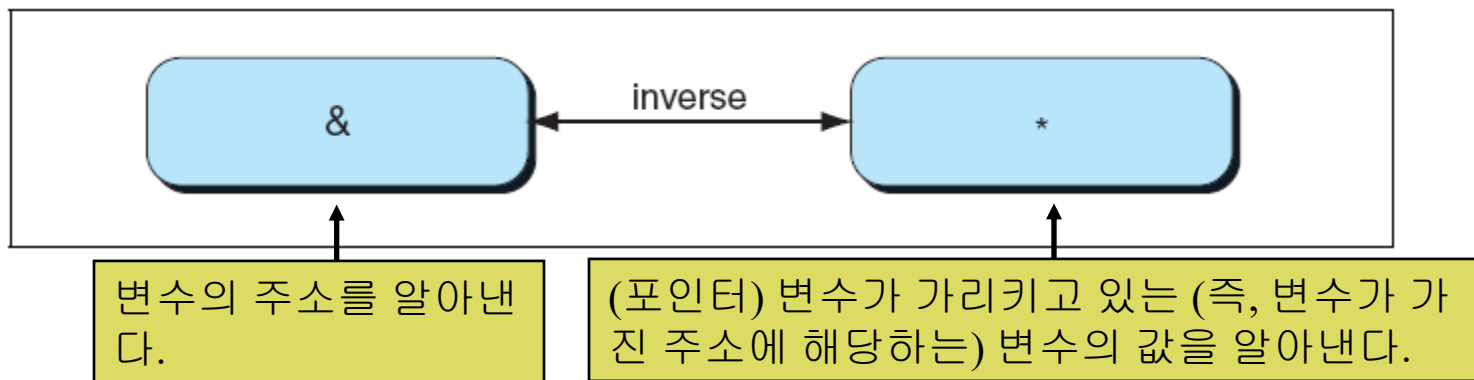 & inverse *
변수의 주소를 알아낸
다.
(포인터) 변수가 가리키고 있는 (즉, 변수가 가
진 주소에 해당하는) 변수의 값을 알아낸다.